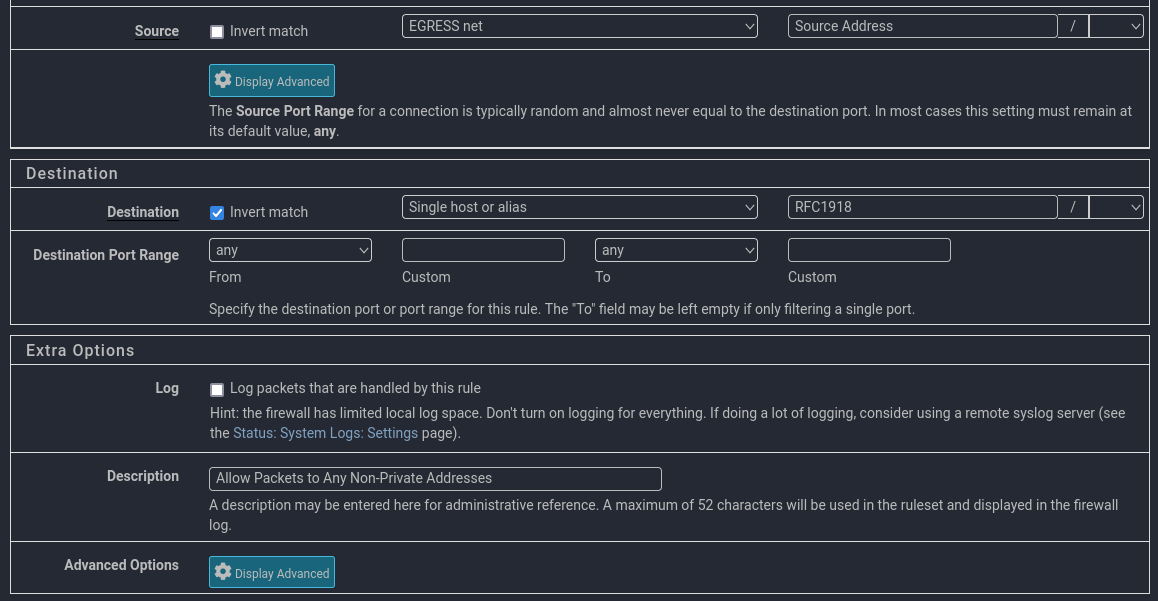 Source Invert match EGRESS net Source Address /
Display Advanced
The Source Port Range for a connection is typically random and almost never equal to the destination port. In most cases this setting must remain at
its default value, any.
Destination
Destination Invert match Single host or alias RFC1918 /
Destination Port Range any any
From Custom To Custom
Specify the destination port or port range for this rule. The "To" field may be left empty if only filtering a single port.
Extra Options
Log Log packets that are handled by this rule
Hint: the firewall has limited local log space. Don't turn on logging for everything. If doing a lot of logging, consider using a remote syslog server (see
the Status: System Logs: Settings page).
Description Allow Packets to Any Non-Private Addresses
A description may be entered here for administrative reference. A maximum of 52 characters will be used in the ruleset and displayed in the firewall
log.
Advanced Options Display Advanced